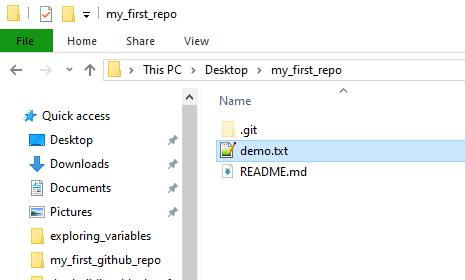 my_first_repo
File Home Share View
This PC Desktop my_first_repo
Name
Quick access
.git
Desktop
demo.txt
Downloads
README.md
Documents
Pictures
exploring_variables
my_first_github_repo